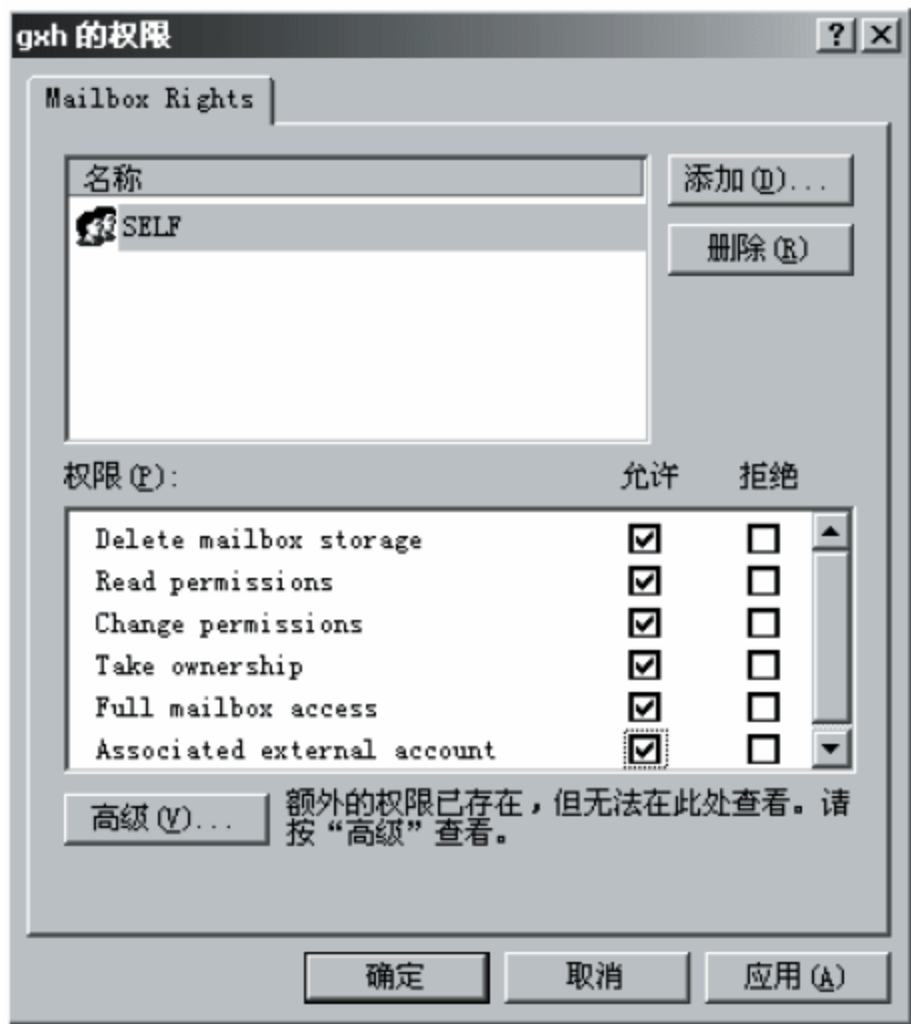 gxh 的权限
Mailbox Rights
名称
添加(D)...
SELF
删除(R)
权限(P): 允许 拒绝
Delete mailbox storage
Read permissions
Change permissions
Take ownership
Full mailbox access
Associated external account
高级(V)...
额外的权限已存在，但无法在此处查看。请
按“高级”查看。
确定 取消 应用(A)